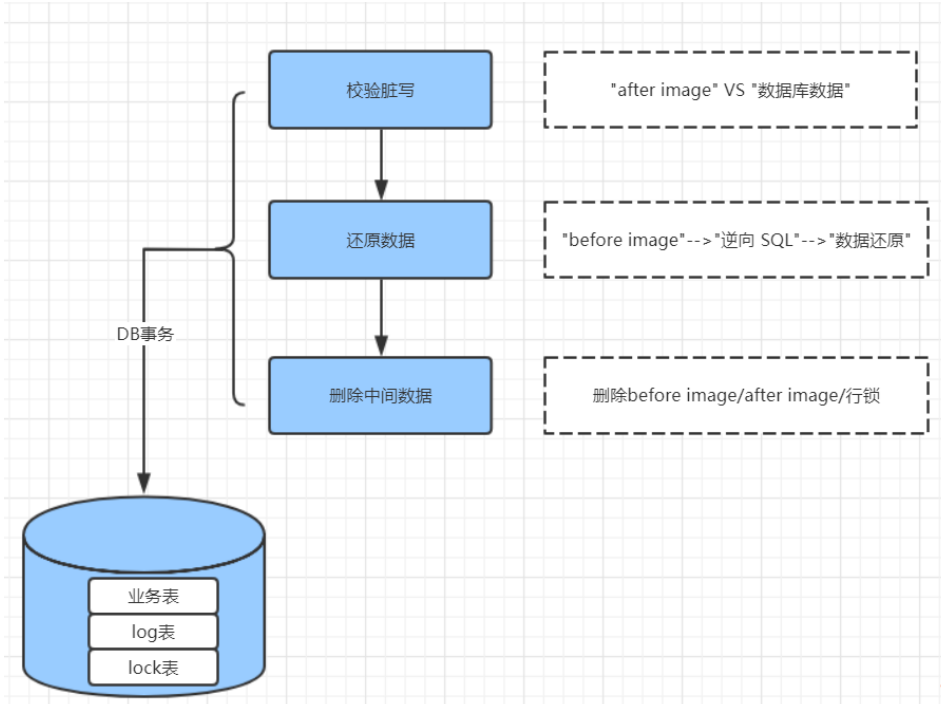 校验脏写
"after image" VS "数据库数据"
还原数据
"before image"-->"逆向 SQL"-->"数据还原"
DB事务
删除中间数据
删除before image/after image/行锁
业务表
log表
lock表